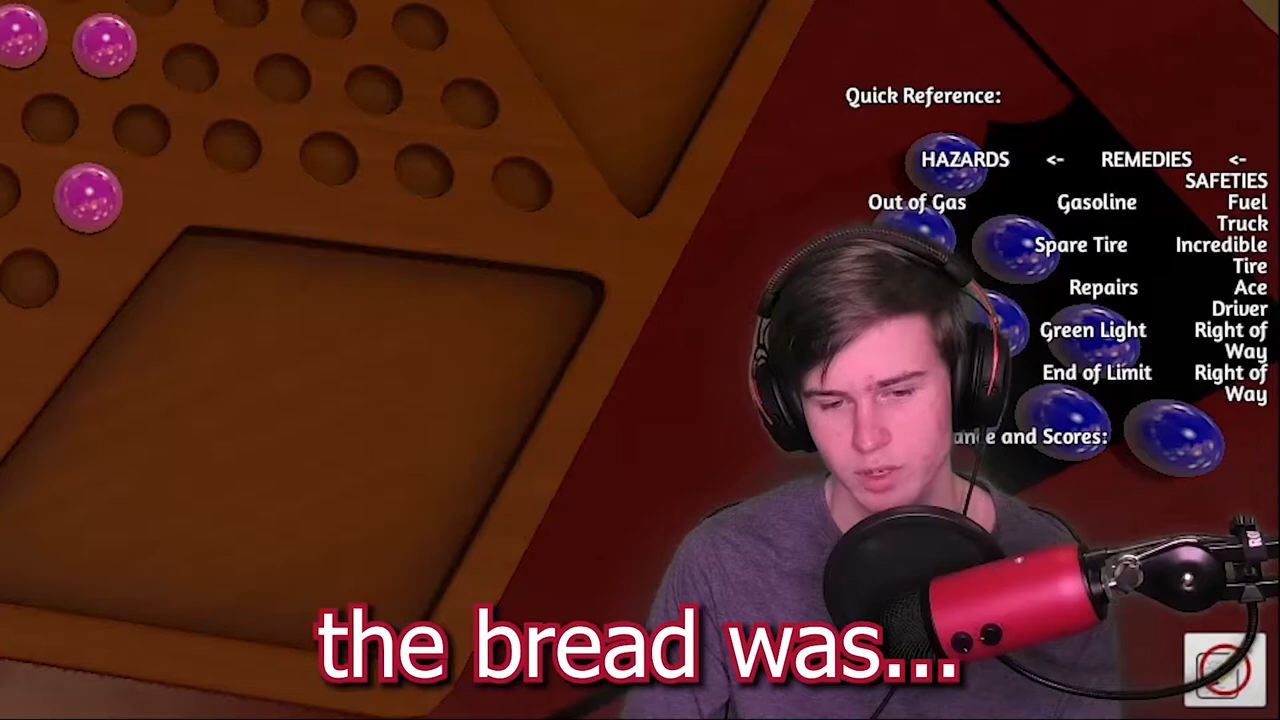 Quick Reference:
HAZARDS <- REMEDIES <-
SAFETIES
Out of Gas Gasoline Fuel
Truck
Spare Tire Incredible
Tire
Repairs Ace
Driver
Green Light Right of
Way
End of Limit Right of
Way
and Scores:
the bread was...